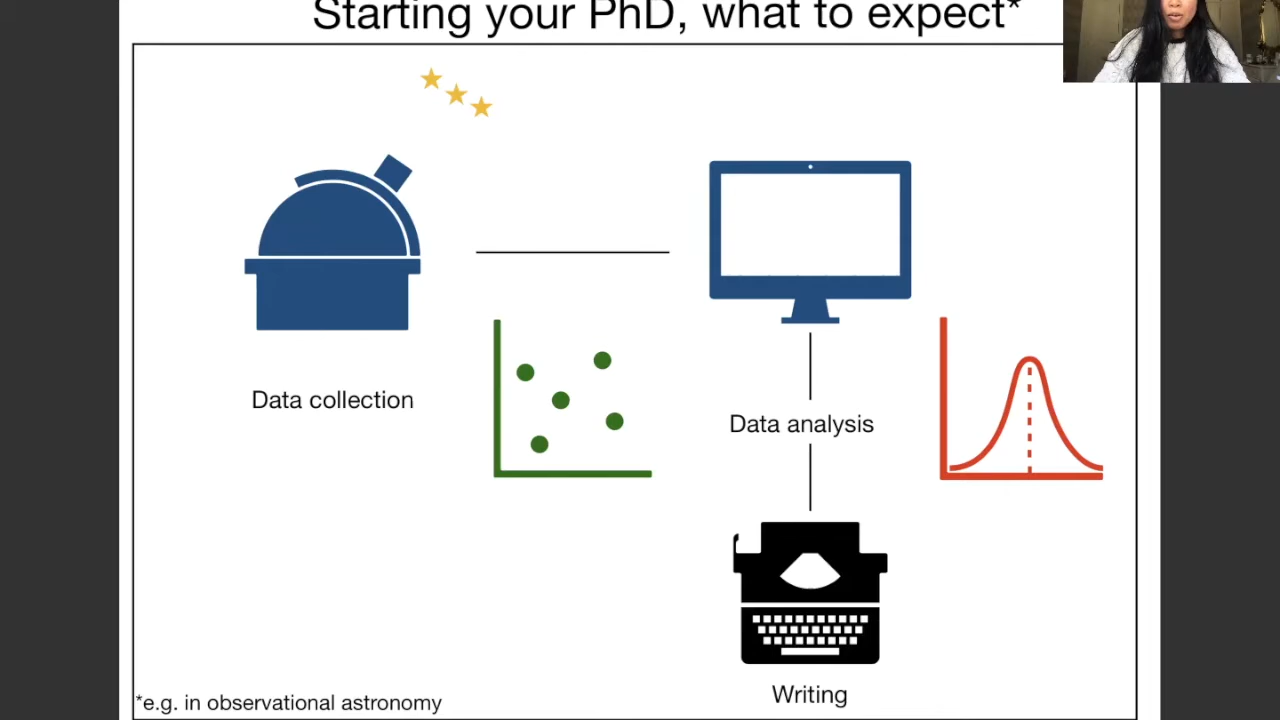 Starting your PhD, what to expect*
Data collection
Data analysis
Writing
*e.g. in observational astronomy